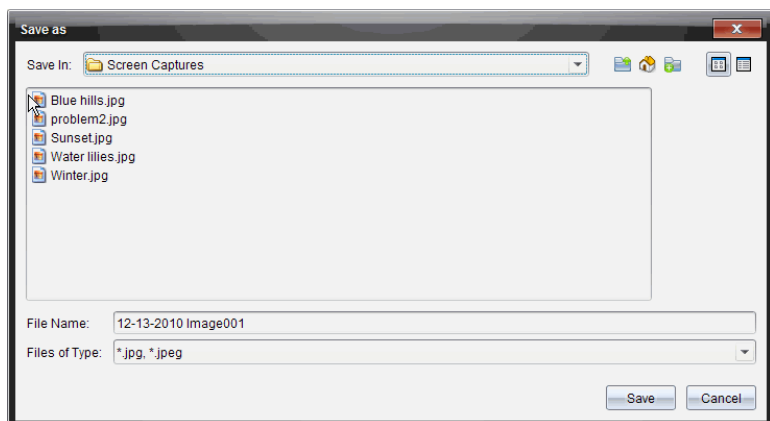 Save as
Save In: Screen Captures
Blue hills.jpg
problem2.jpg
Sunset.jpg
Water lilies.jpg
Winter.jpg
File Name: 12-13-2010 Image001
Files of Type: *.jpg, *.jpeg
Save Cancel